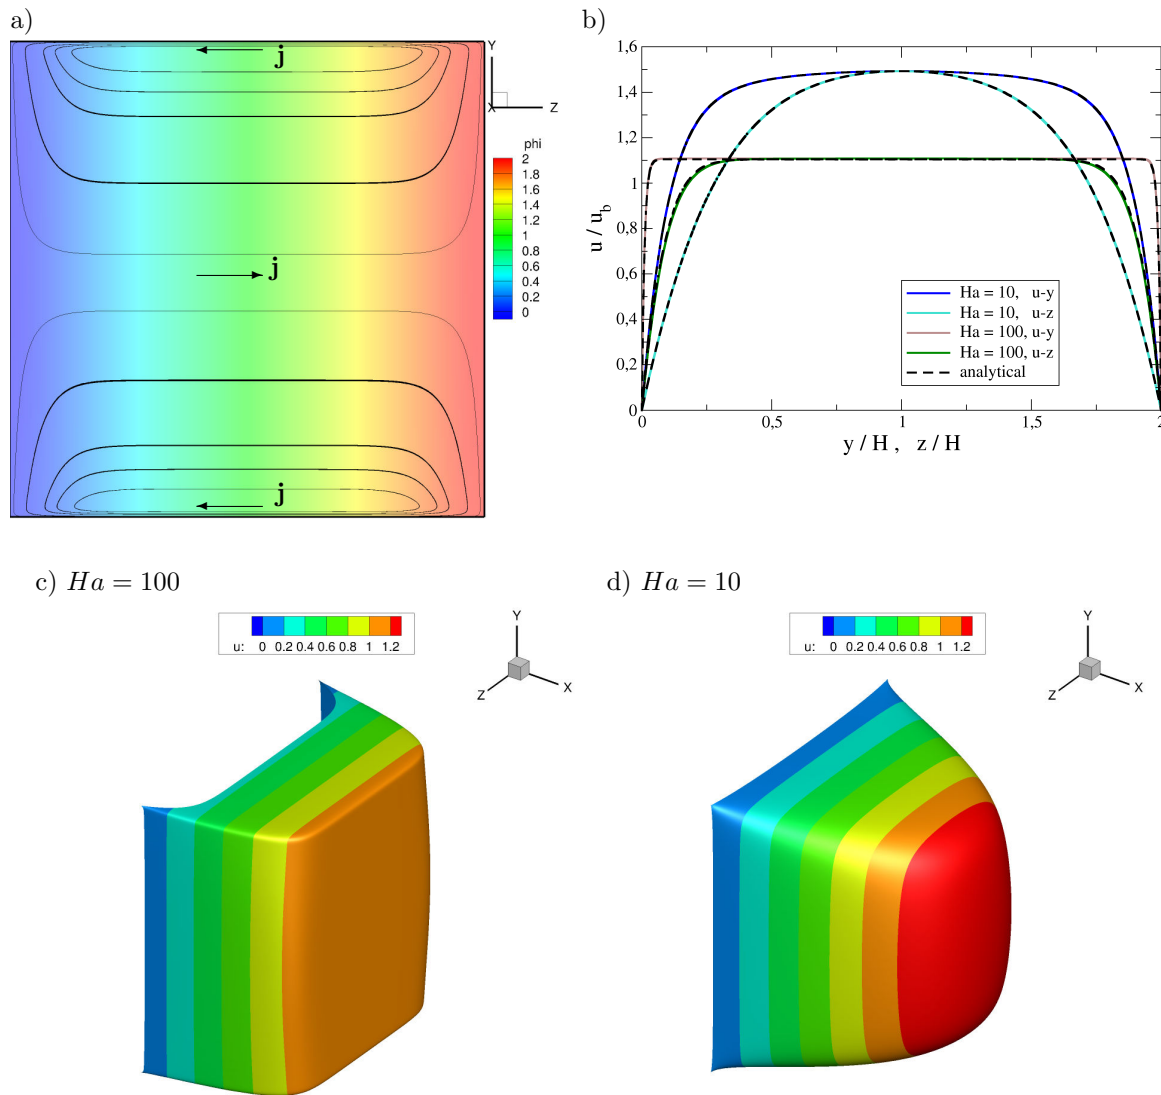 a)
j
Y
X
Z
phi
2
1.8
1.6
1.4
1.2
1
0.8
0.6
0.4
0.2
0
j
j
b)
1,6
1,4
1,2
1
0,8
0,6
0,4
0,2
0
u / u_b
Ha = 10, u-y
Ha = 10, u-z
Ha = 100, u-y
Ha = 100, u-z
analytical
0 0,5 1 1,5 2
y / H , z / H
c) Ha = 100
u: 0 0.2 0.4 0.6 0.8 1 1.2
Y
Z
X
d) Ha = 10
u: 0 0.2 0.4 0.6 0.8 1 1.2
Y
Z
X